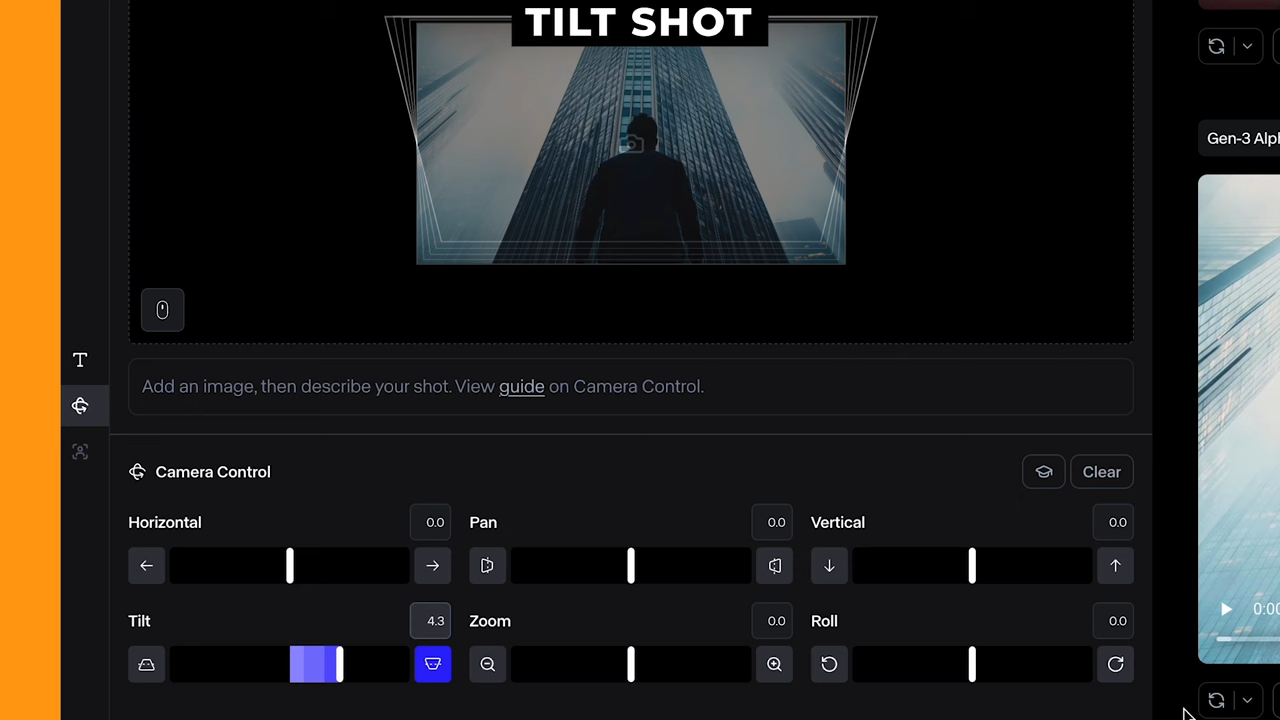 TILT SHOT
Gen-3 Alp
T
Add an image, then describe your shot. View guide on Camera Control.
Camera Control
Clear
Horizontal 0.0 Pan 0.0 Vertical 0.0
Tilt 4.3 Zoom 0.0 Roll 0.0
0:00